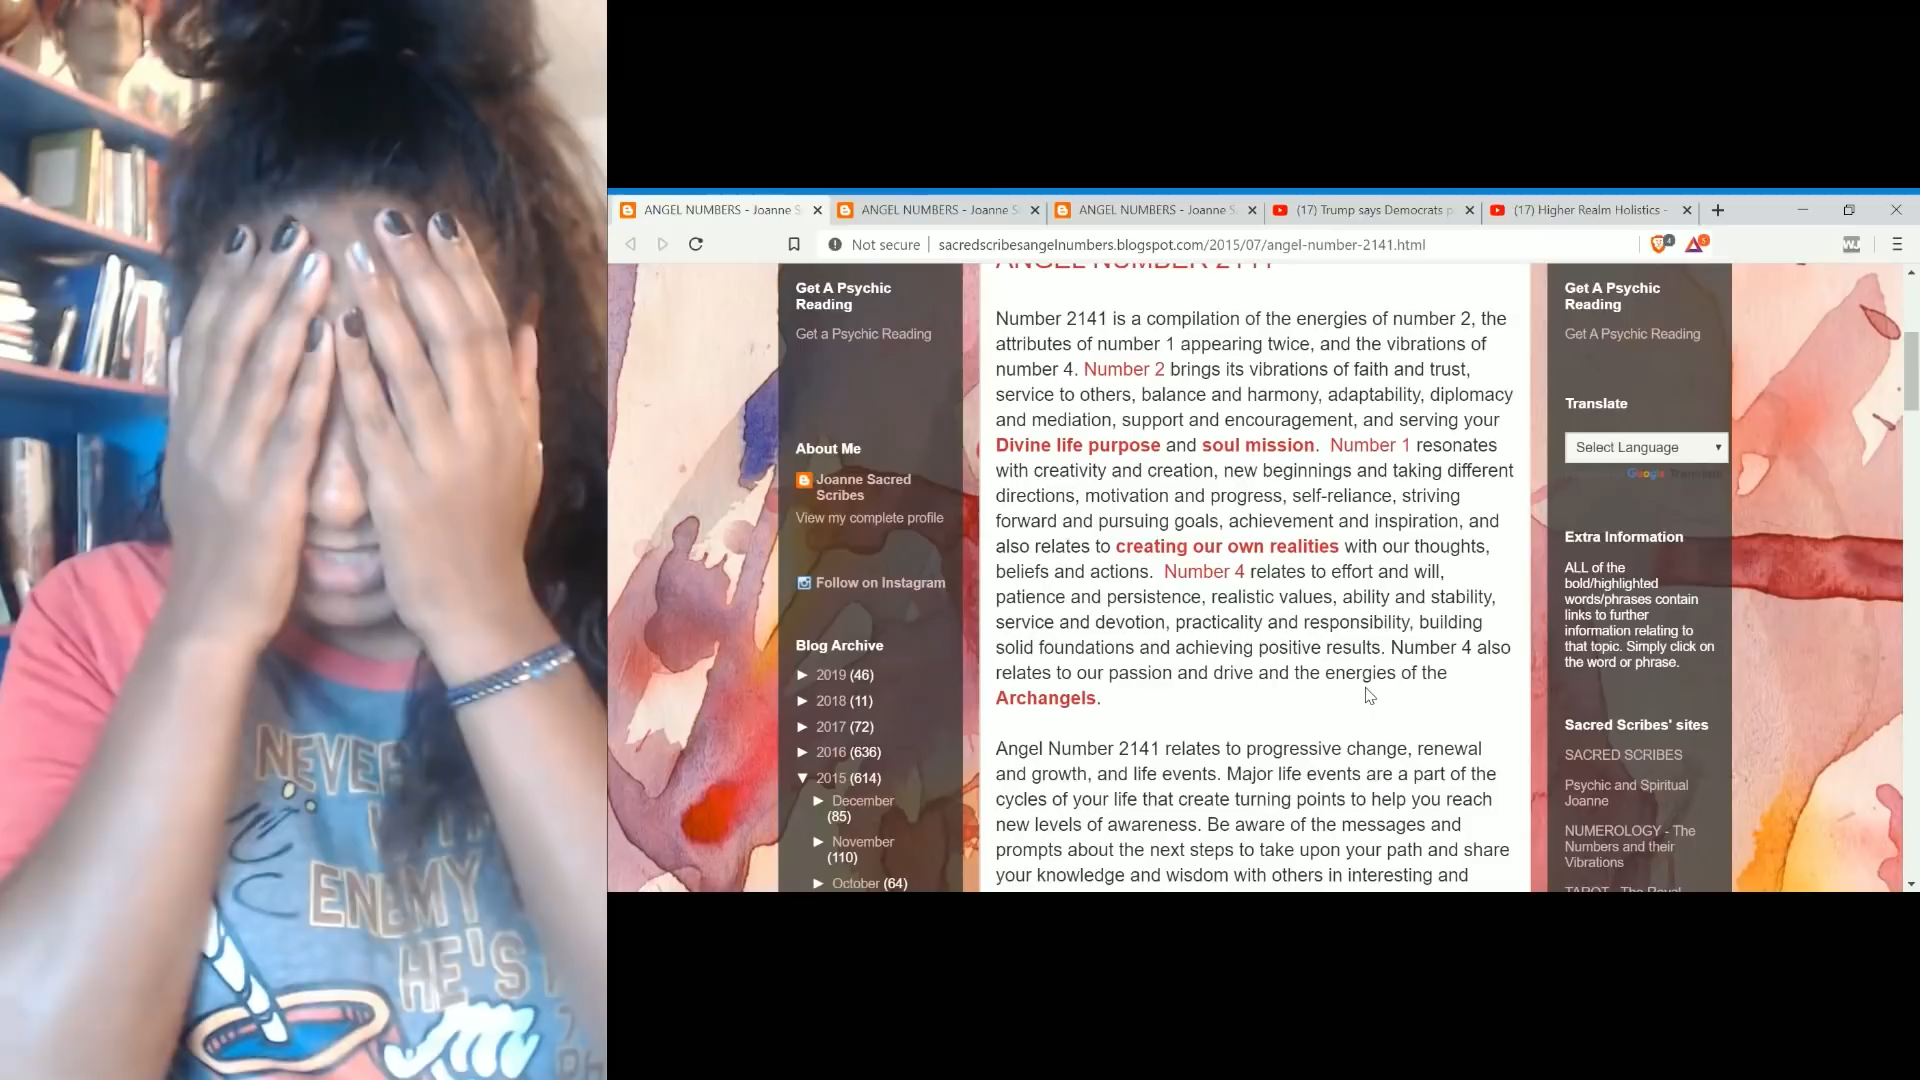 NEVER
ENEMY
HE'S
ANGEL NUMBERS - Joanne S
ANGEL NUMBERS - Joanne S
ANGEL NUMBERS - Joanne S
(17) Trump says Democrats p
(17) Higher Realm Holistics -
Not secure | sacredscribesangelnumbers.blogspot.com/2015/07/angel-number-2141.html
Get A Psychic
Reading
Get a Psychic Reading
About Me
Joanne Sacred
Scribes
View my complete profile
Follow on Instagram
Blog Archive
► 2019 (46)
► 2018 (11)
► 2017 (72)
► 2016 (636)
▼ 2015 (614)
► December
(85)
► November
(110)
► October (64)
ANGEL NUMBER 2141
Number 2141 is a compilation of the energies of number 2, the
attributes of number 1 appearing twice, and the vibrations of
number 4. Number 2 brings its vibrations of faith and trust,
service to others, balance and harmony, adaptability, diplomacy
and mediation, support and encouragement, and serving your
Divine life purpose and soul mission. Number 1 resonates
with creativity and creation, new beginnings and taking different
directions, motivation and progress, self-reliance, striving
forward and pursuing goals, achievement and inspiration, and
also relates to creating our own realities with our thoughts,
beliefs and actions. Number 4 relates to effort and will,
patience and persistence, realistic values, ability and stability,
service and devotion, practicality and responsibility, building
solid foundations and achieving positive results. Number 4 also
relates to our passion and drive and the energies of the
Archangels.
Angel Number 2141 relates to progressive change, renewal
and growth, and life events. Major life events are a part of the
cycles of your life that create turning points to help you reach
new levels of awareness. Be aware of the messages and
prompts about the next steps to take upon your path and share
your knowledge and wisdom with others in interesting and
Get A Psychic
Reading
Get A Psychic Reading
Translate
Select Language
Google Translate
Extra Information
ALL of the
bold/highlighted
words/phrases contain
links to further
information relating to
that topic. Simply click on
the word or phrase.
Sacred Scribes' sites
SACRED SCRIBES
Psychic and Spiritual
Joanne
NUMEROLOGY - The
Numbers and their
Vibrations
TAROT - The Royal